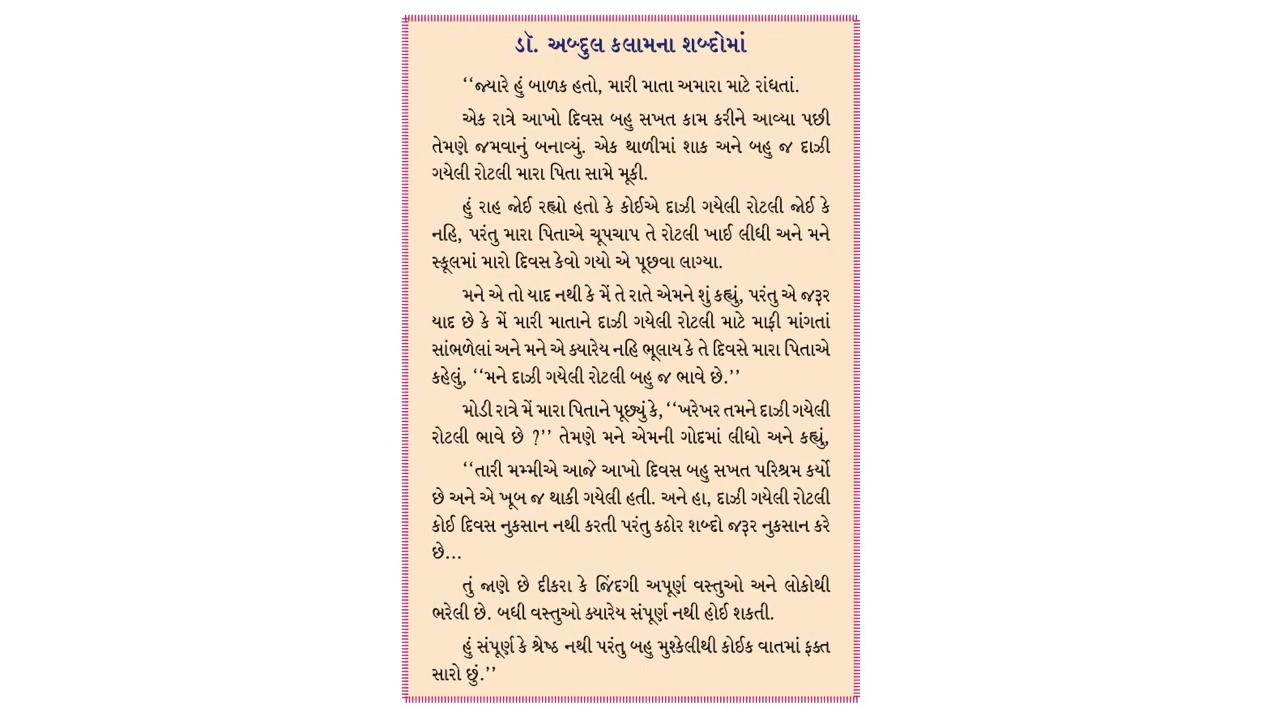 ડૉ. અબ્દુલ કલામના શબ્દોમાં
‘‘જ્યારે હું બાળક હતો, મારી માતા અમારા માટે રાંધતાં.
એક રાત્રે આખો દિવસ બહુ સખત કામ કરીને આવ્યા પછી
તેમણે જમવાનું બનાવ્યું. એક થાળીમાં શાક અને બહુ જ દાઝી
ગયેલી રોટલી મારા પિતા સામે મૂકી.
હું રાહ જોઈ રહ્યો હતો કે કોઈએ દાઝી ગયેલી રોટલી જોઈ કે
નહિ, પરંતુ મારા પિતાએ ચૂપચાપ તે રોટલી ખાઈ લીધી અને મને
સ્કૂલમાં મારો દિવસ કેવો ગયો એ પૂછવા લાગ્યા.
મને એ તો યાદ નથી કે મેં તે રાતે એમને શું કહ્યું, પરંતુ એ જરૂર
યાદ છે કે મેં મારી માતાને દાઝી ગયેલી રોટલી માટે માફી માંગતાં
સાંભળેલાં અને મને એ ક્યારેય નહિ ભૂલાય કે તે દિવસે મારા પિતાએ
કહેલું, ‘‘મને દાઝી ગયેલી રોટલી બહુ જ ભાવે છે.’’
મોડી રાત્રે મેં મારા પિતાને પૂછ્યું કે, ‘‘ખરેખર તમને દાઝી ગયેલી
રોટલી ભાવે છે ?’’ તેમણે મને એમની ગોદમાં લીધો અને કહ્યું,
‘‘તારી મમ્મીએ આજે આખો દિવસ બહુ સખત પરિશ્રમ કર્યો
છે અને એ ખૂબ જ થાકી ગયેલી હતી. અને હા, દાઝી ગયેલી રોટલી
કોઈ દિવસ નુકસાન નથી કરતી પરંતુ કઠોર શબ્દો જરૂર નુકસાન કરે
છે...
તું જાણે છે દીકરા કે જિંદગી અપૂર્ણ વસ્તુઓ અને લોકોથી
ભરેલી છે. બધી વસ્તુઓ ક્યારેય સંપૂર્ણ નથી હોઈ શકતી.
હું સંપૂર્ણ કે શ્રેષ્ઠ નથી પરંતુ બહુ મુશ્કેલીથી કોઈક વાતમાં ફક્ત
સારો છું.’’